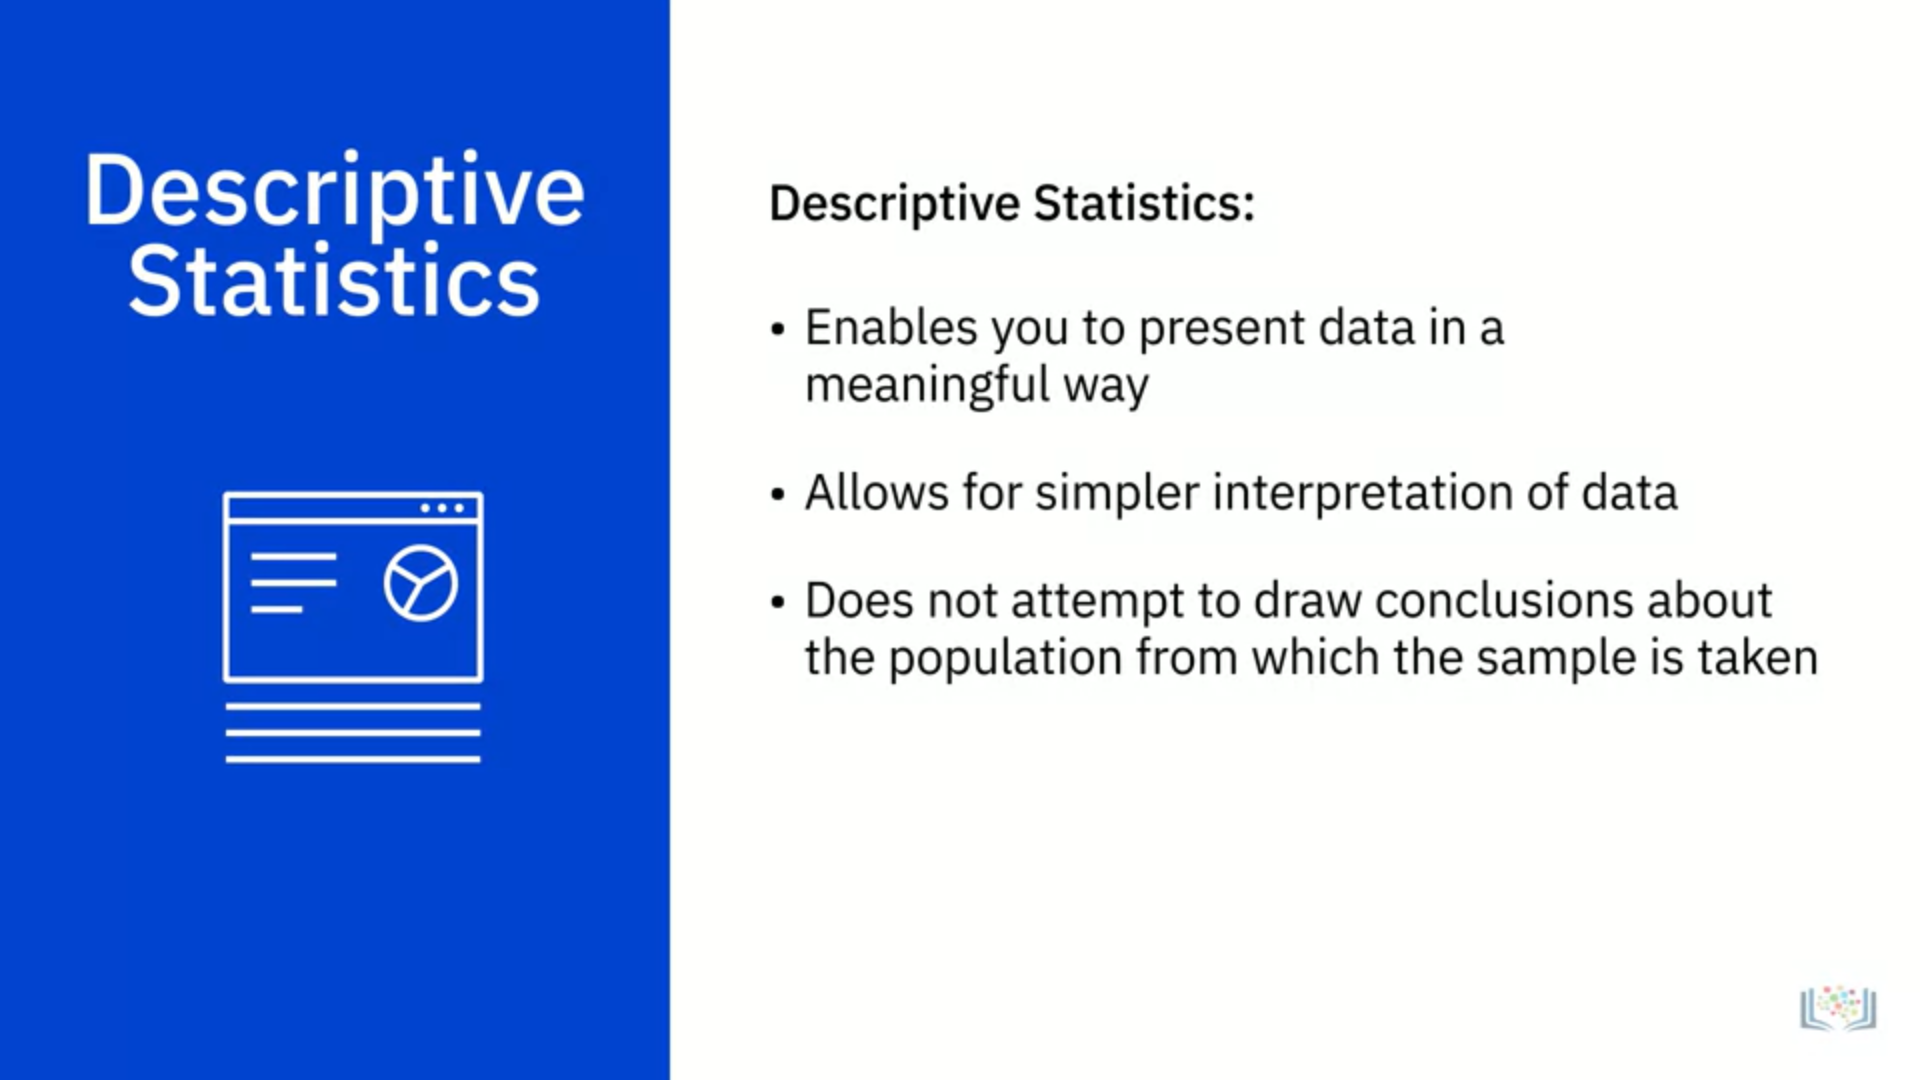 Descriptive
Statistics
Descriptive Statistics:
• Enables you to present data in a
meaningful way
• Allows for simpler interpretation of data
• Does not attempt to draw conclusions about
the population from which the sample is taken